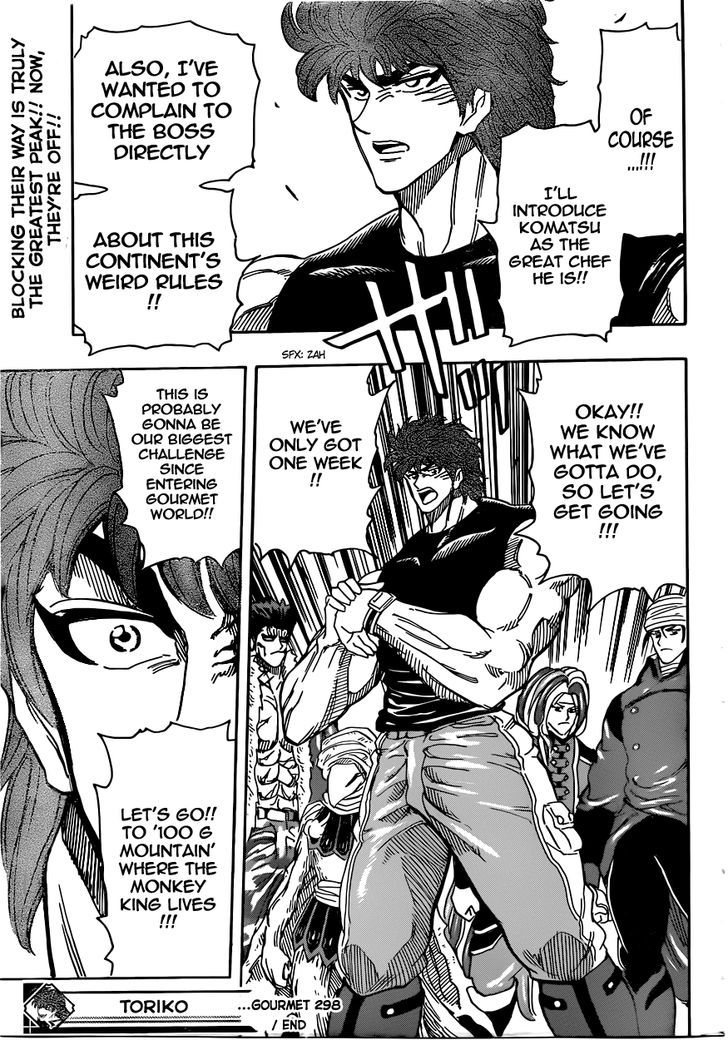 OF
COURSE
...!!!
I'LL
INTRODUCE
KOMATSU
AS THE
GREAT CHEF
HE IS!!
ALSO, I'VE
WANTED TO
COMPLAIN TO
THE BOSS
DIRECTLY
ABOUT THIS
CONTINENT'S
WEIRD RULES
!!
BLOCKING THEIR WAY IS TRULY
THE GREATEST PEAK!! NOW,
THEY'RE OFF!!
SFX: ZAH
OKAY!!
WE KNOW
WHAT WE'VE
GOTTA DO,
SO LET'S
GET GOING
!!!
WE'VE
ONLY GOT
ONE WEEK
!!
THIS IS
PROBABLY
GONNA BE
OUR BIGGEST
CHALLENGE
SINCE
ENTERING
GOURMET
WORLD!!
LET'S GO!!
TO '100 G
MOUNTAIN'
WHERE THE
MONKEY
KING LIVES
!!!
TORIKO
...GOURMET 298
/ END